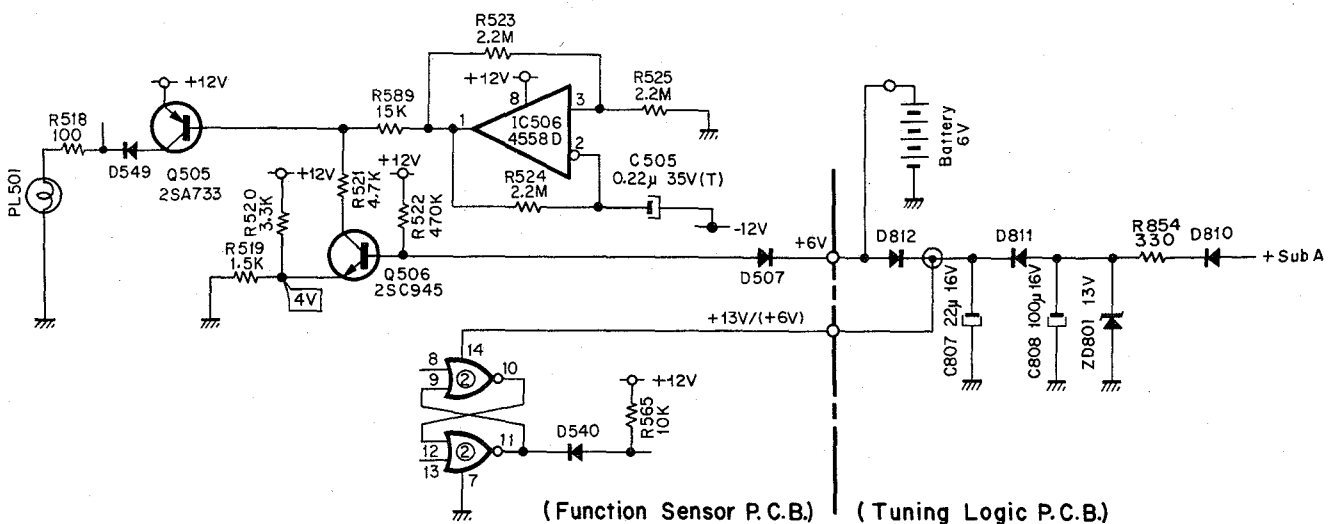 R523
2.2M
+12V
+12V
8
3
R525
2.2M
R518
100
R589
15K
1
IC506
4558D
2
Battery
6V
PL501
D549
Q505
2SA733
R521
4.7K
+12V
R524
2.2M
C505
0.22μ 35V(T)
+12V
R520
3.3K
R522
470K
-12V
R519
1.5K
+6V
D812
D811
R854
330
D810
+Sub A
Q506
2SC945
D507
4V
C807 22μ 16V
C808 100μ 16V
ZD801 13V
+13V/(+6V)
14
8
9
②
10
+12V
R565
10K
D540
12
13
②
11
7
(Function Sensor P.C.B.)
(Tuning Logic P.C.B.)